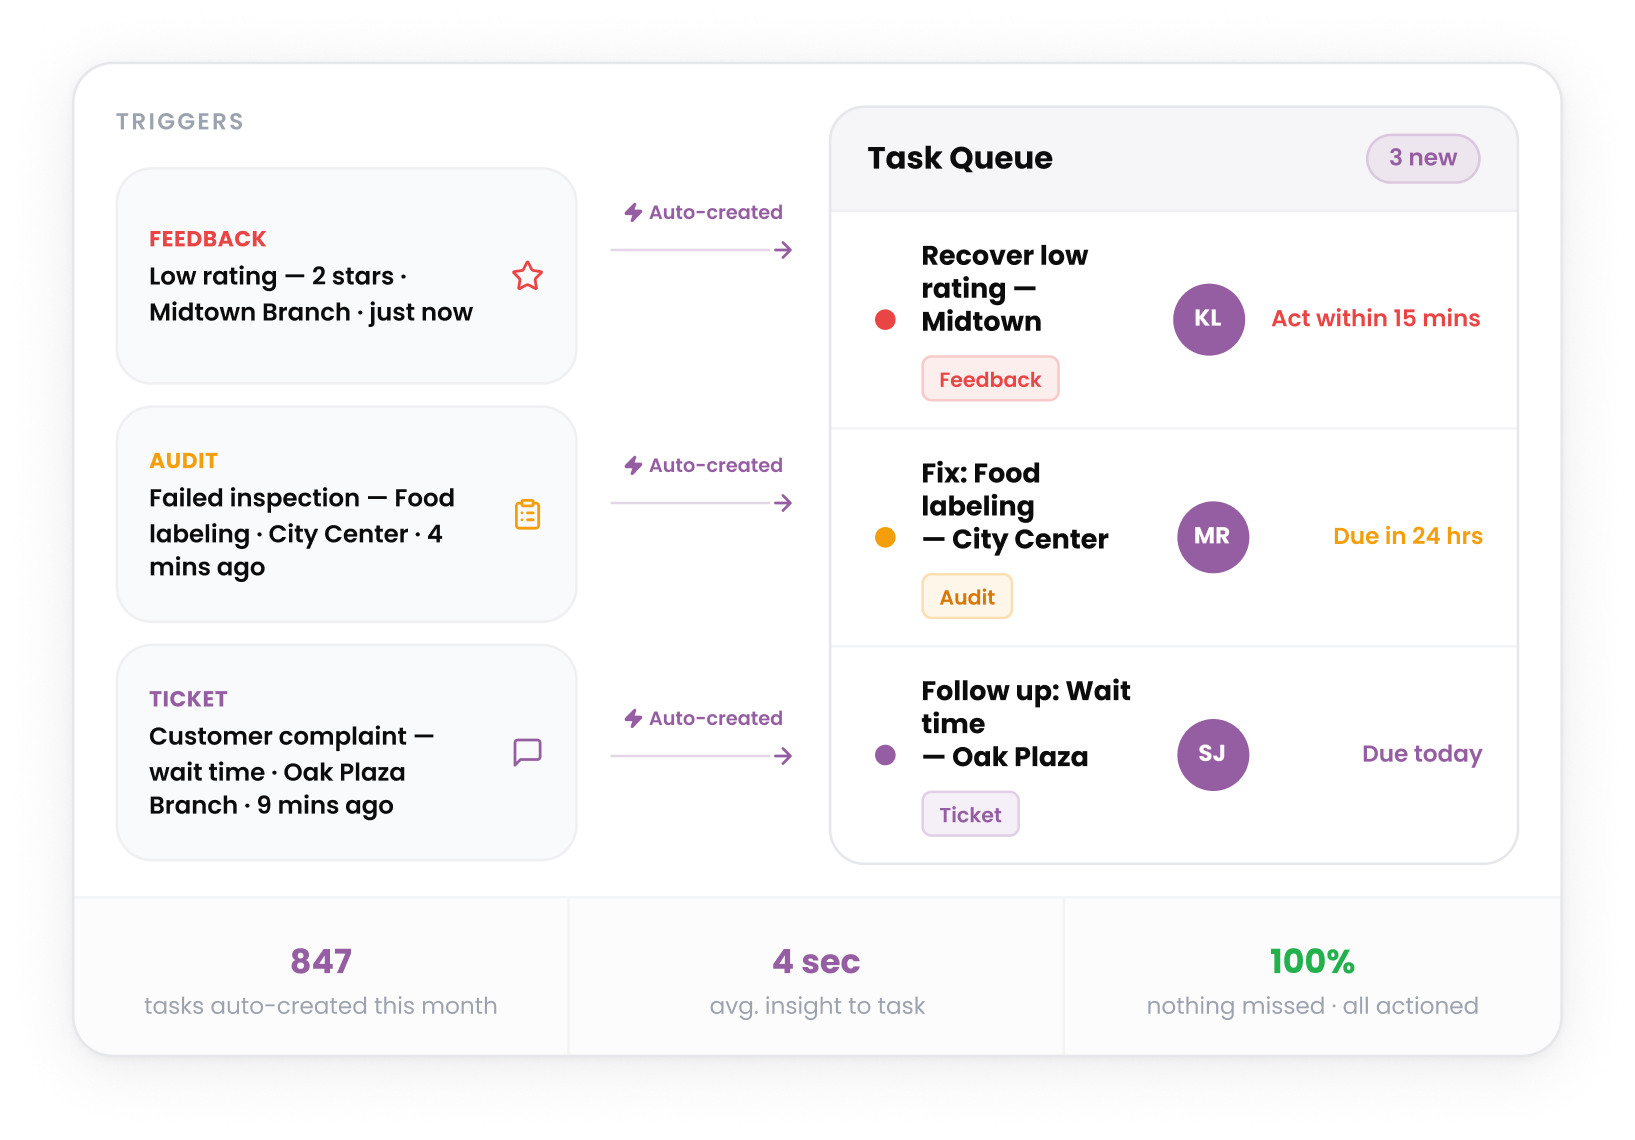 TRIGGERS
FEEDBACK
Low rating — 2 stars ·
Midtown Branch · just now
AUDIT
Failed inspection — Food
labeling · City Center · 4
mins ago
TICKET
Customer complaint —
wait time · Oak Plaza
Branch · 9 mins ago
Auto-created
Auto-created
Auto-created
Task Queue
3 new
Recover low
rating —
Midtown
Feedback
KL
Act within 15 mins
Fix: Food
labeling
— City Center
Audit
MR
Due in 24 hrs
Follow up: Wait
time
— Oak Plaza
Ticket
SJ
Due today
847
tasks auto-created this month
4 sec
avg. insight to task
100%
nothing missed · all actioned